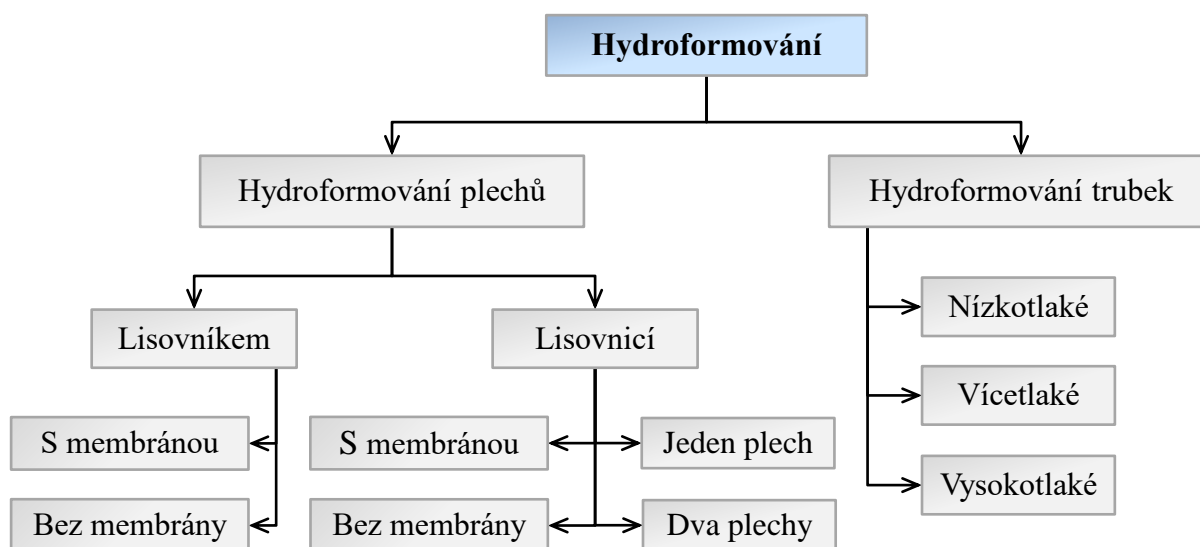 Hydroformování
Hydroformování plechů
Hydroformování trubek
Lisovníkem
Lisovnicí
Nízkotlaké
Vícetlaké
Vysokotlaké
S membránou
Bez membrány
S membránou
Bez membrány
Jeden plech
Dva plechy